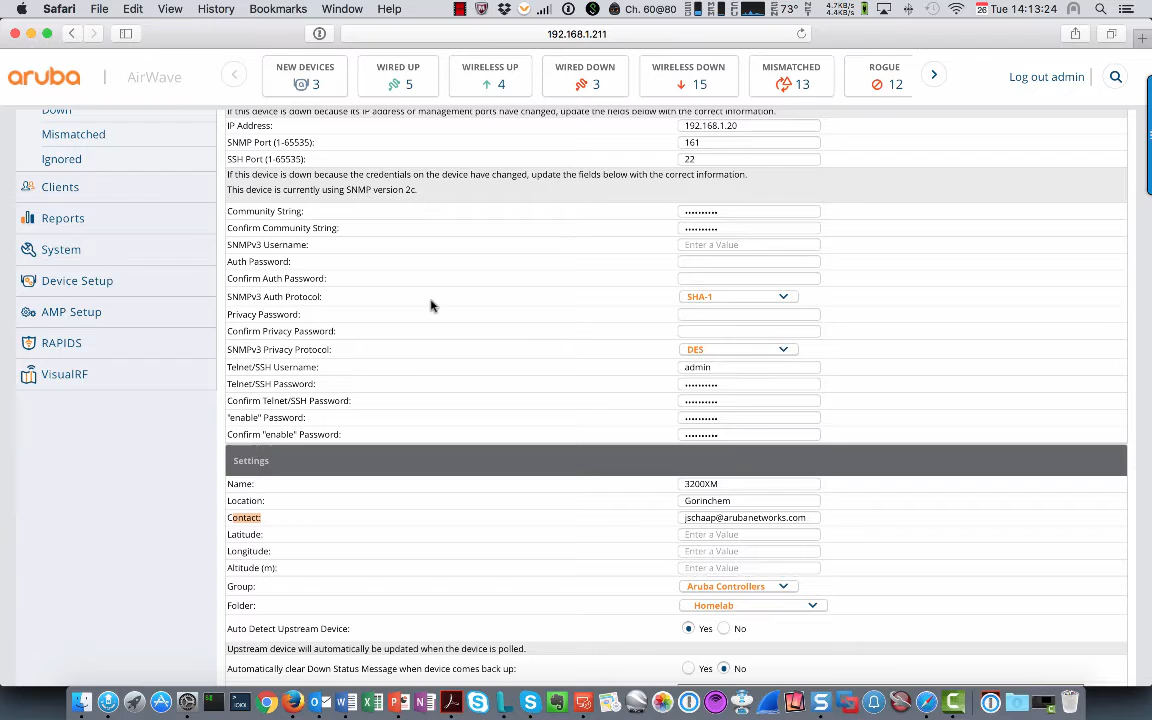 Safari File Edit View History Bookmarks Window Help Ch. 60@80 73° 4.7KB/s 4.4KB/s 26 Tue 14:13:24
192.168.1.211
aruba | AirWave
NEW DEVICES 3
WIRED UP 5
WIRELESS UP 4
WIRED DOWN 3
WIRELESS DOWN 15
MISMATCHED 13
ROGUE 12
Log out admin
Down
Mismatched
Ignored
Clients
Reports
System
Device Setup
AMP Setup
RAPIDS
VisualRF
If this device is down because its IP address or management ports have changed, update the fields below with the correct information.
IP Address: 192.168.1.20
SNMP Port (1-65535): 161
SSH Port (1-65535): 22
If this device is down because the credentials on the device have changed, update the fields below with the correct information.
This device is currently using SNMP version 2c.
Community String: ••••••••••
Confirm Community String: ••••••••••
SNMPv3 Username: Enter a Value
Auth Password:
Confirm Auth Password:
SNMPv3 Auth Protocol: SHA-1
Privacy Password:
Confirm Privacy Password:
SNMPv3 Privacy Protocol: DES
Telnet/SSH Username: admin
Telnet/SSH Password: ••••••••••
Confirm Telnet/SSH Password: ••••••••••
"enable" Password: ••••••••••
Confirm "enable" Password: ••••••••••
Settings
Name: 3200XM
Location: Gorinchem
Contact: jschaap@arubanetworks.com
Latitude: Enter a Value
Longitude: Enter a Value
Altitude (m): Enter a Value
Group: Aruba Controllers
Folder: Homelab
Auto Detect Upstream Device: Yes No
Upstream device will automatically be updated when the device is polled.
Automatically clear Down Status Message when device comes back up: Yes No